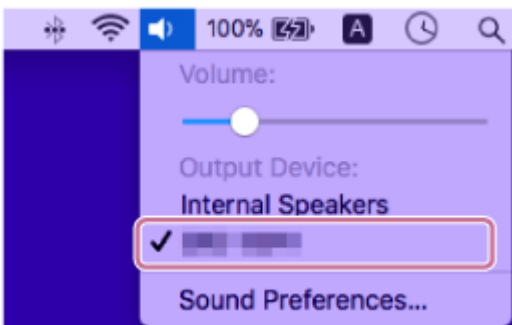 100% A
Volume:
Output Device:
Internal Speakers
Sound Preferences...